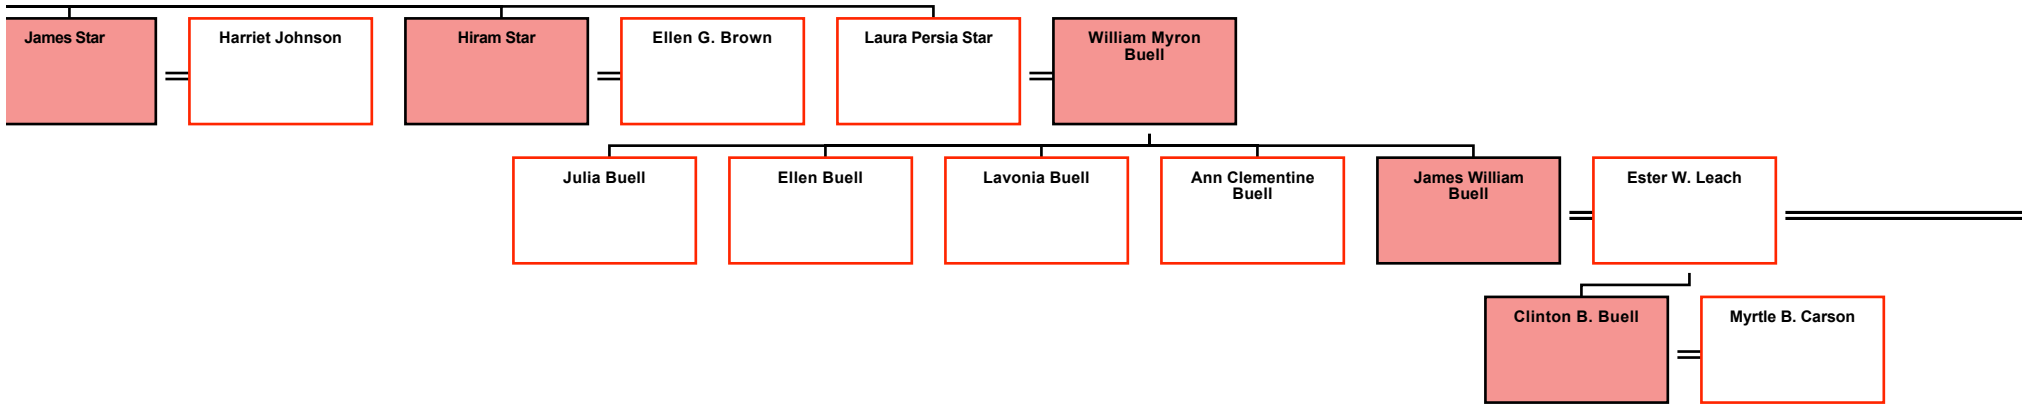 James Star
Harriet Johnson
Hiram Star
Ellen G. Brown
Laura Persia Star
William Myron
Buell
Julia Buell
Ellen Buell
Lavonia Buell
Ann Clementine
Buell
James William
Buell
Ester W. Leach
Clinton B. Buell
Myrtle B. Carson